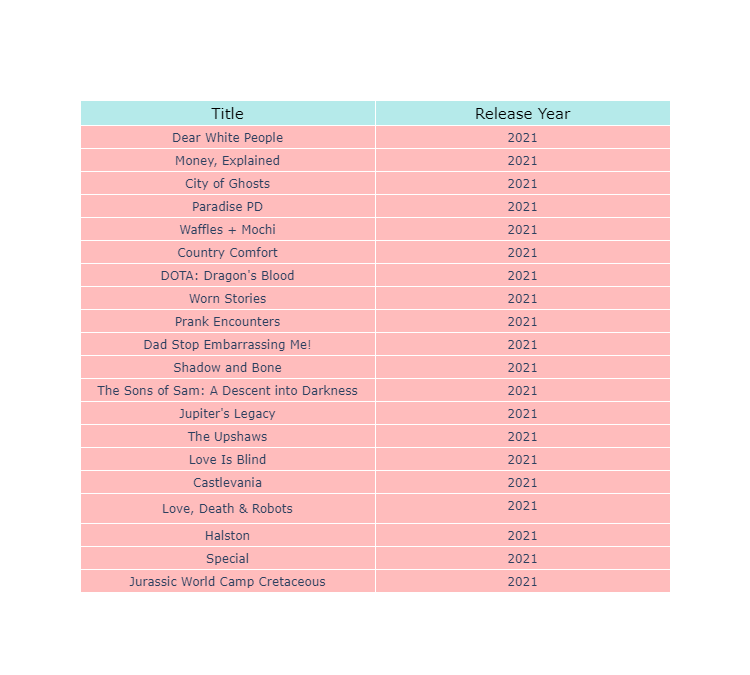 Title Release Year
Dear White People 2021
Money, Explained 2021
City of Ghosts 2021
Paradise PD 2021
Waffles + Mochi 2021
Country Comfort 2021
DOTA: Dragon's Blood 2021
Worn Stories 2021
Prank Encounters 2021
Dad Stop Embarrassing Me! 2021
Shadow and Bone 2021
The Sons of Sam: A Descent into Darkness 2021
Jupiter's Legacy 2021
The Upshaws 2021
Love Is Blind 2021
Castlevania 2021
Love, Death & Robots 2021
Halston 2021
Special 2021
Jurassic World Camp Cretaceous 2021